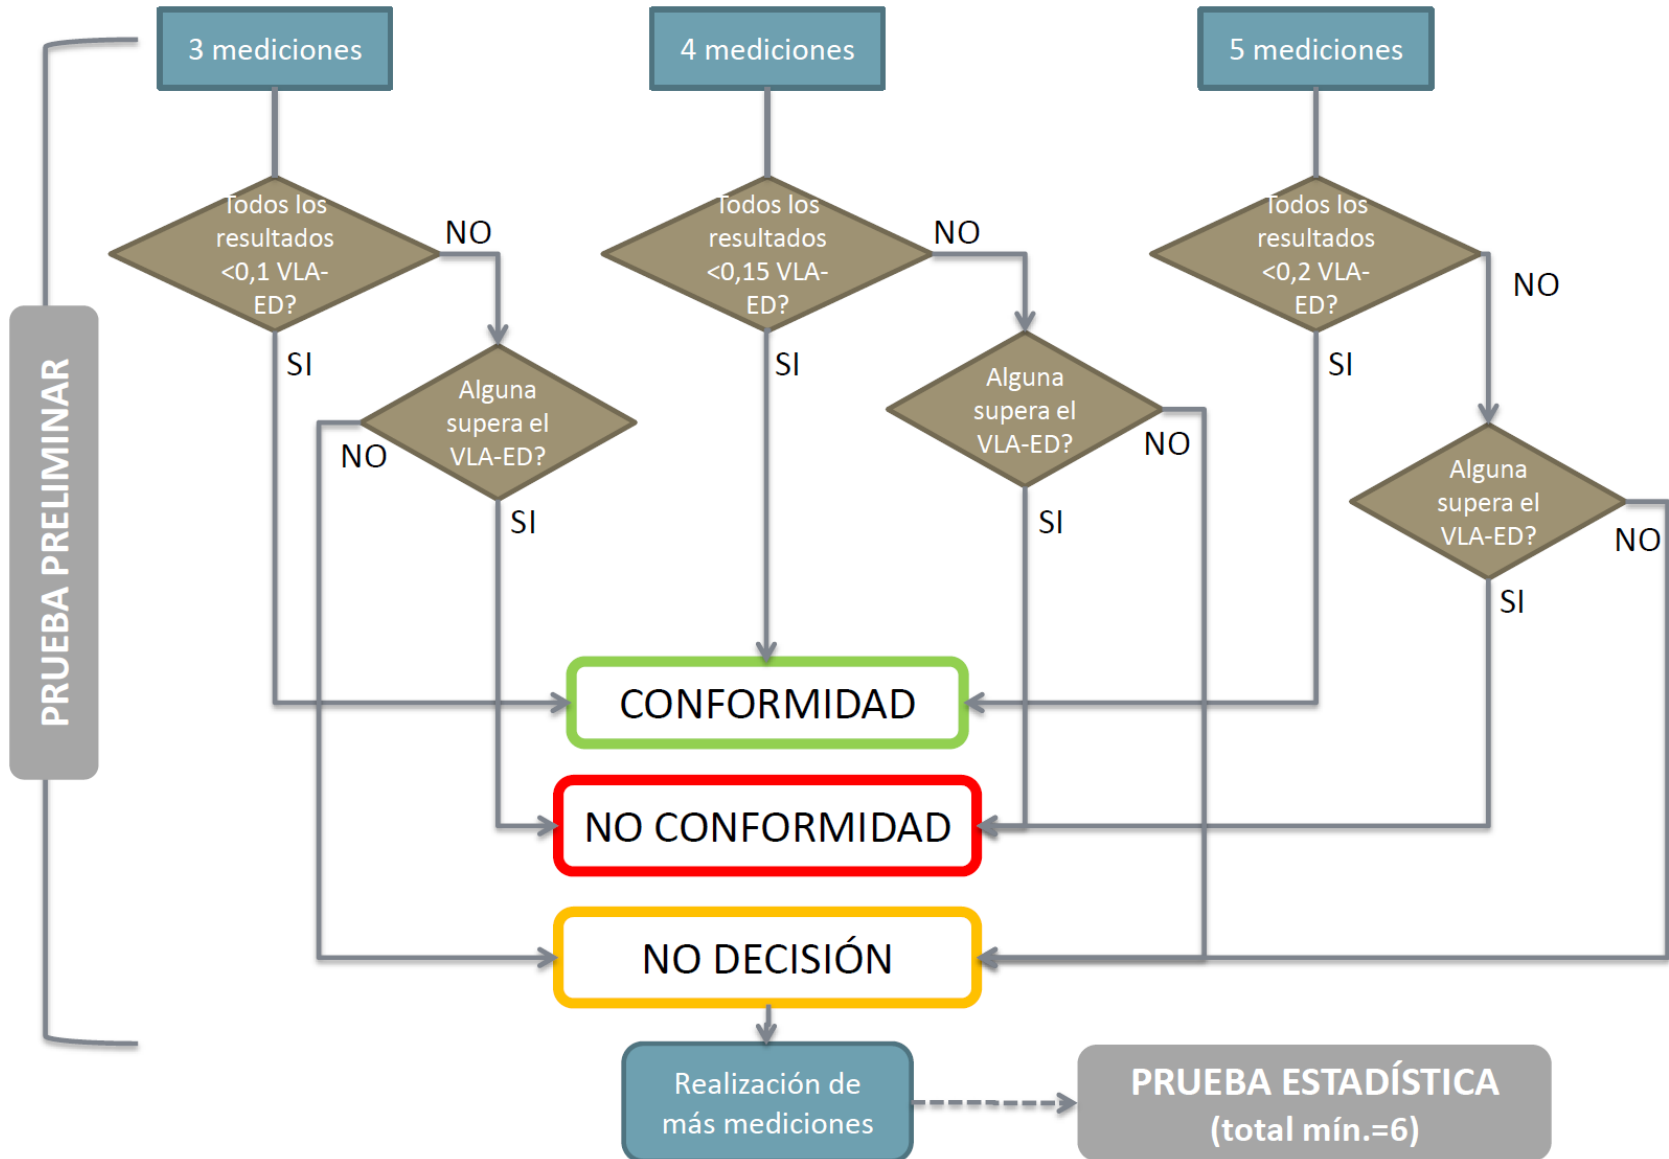 3 mediciones
4 mediciones
5 mediciones
Todos los
resultados
<0,1 VLA-
ED?
NO
SI
Todos los
resultados
<0,15 VLA-
ED?
NO
SI
Todos los
resultados
<0,2 VLA-
ED?
NO
SI
Alguna
supera el
VLA-ED?
NO
SI
Alguna
supera el
VLA-ED?
NO
SI
Alguna
supera el
VLA-ED?
NO
SI
PRUEBA PRELIMINAR
CONFORMIDAD
NO CONFORMIDAD
NO DECISIÓN
Realización de
más mediciones
PRUEBA ESTADÍSTICA
(total mín.=6)